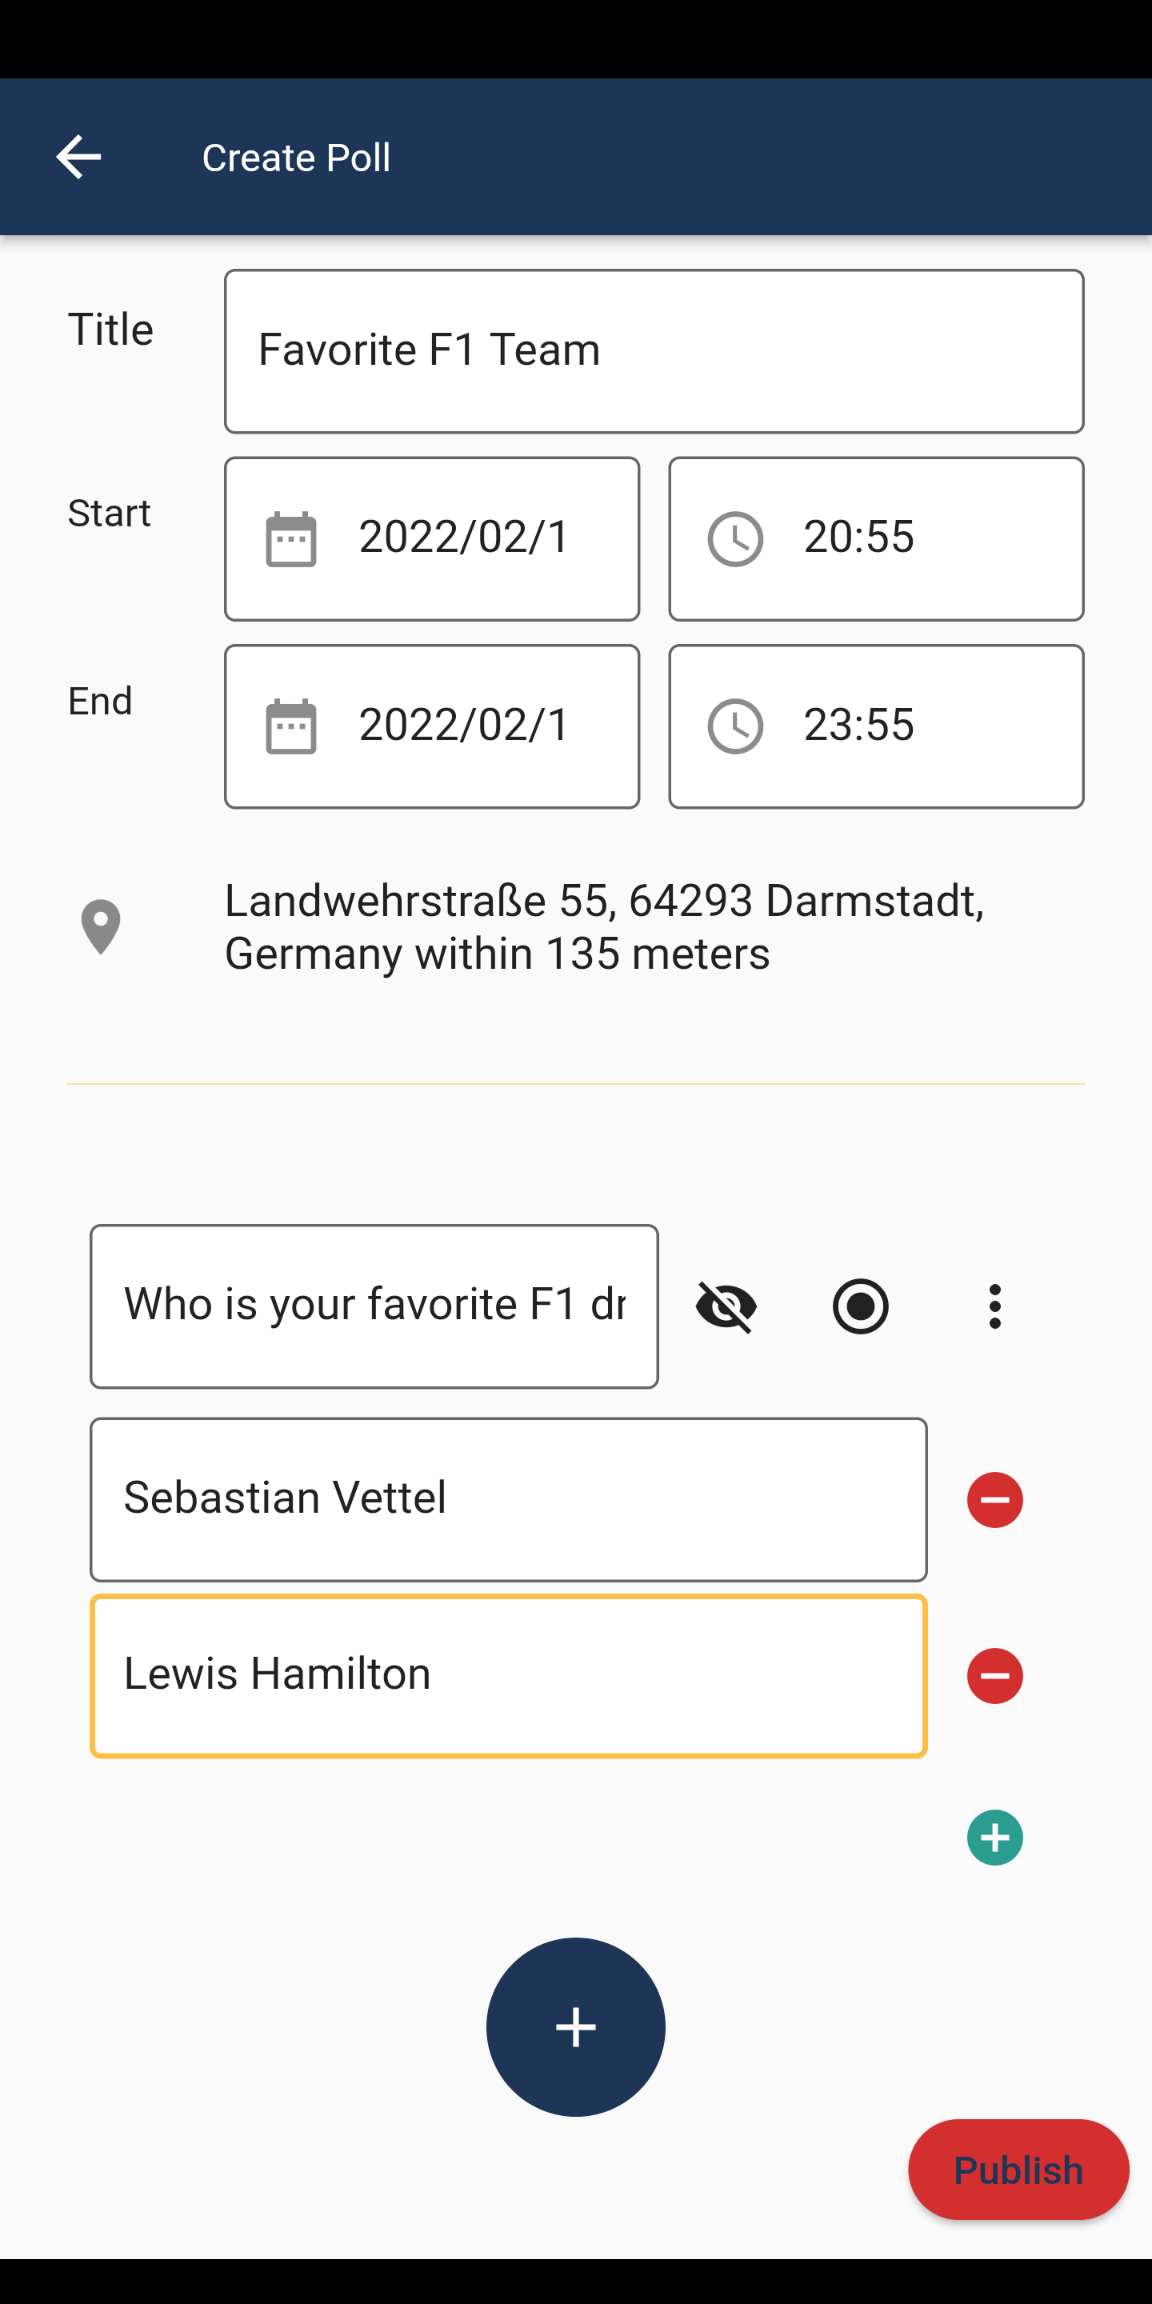 Create Poll
Title
Favorite F1 Team
Start
2022/02/1
20:55
End
2022/02/1
23:55
Landwehrstraße 55, 64293 Darmstadt,
Germany within 135 meters
Who is your favorite F1 dr
Sebastian Vettel
Lewis Hamilton
Publish